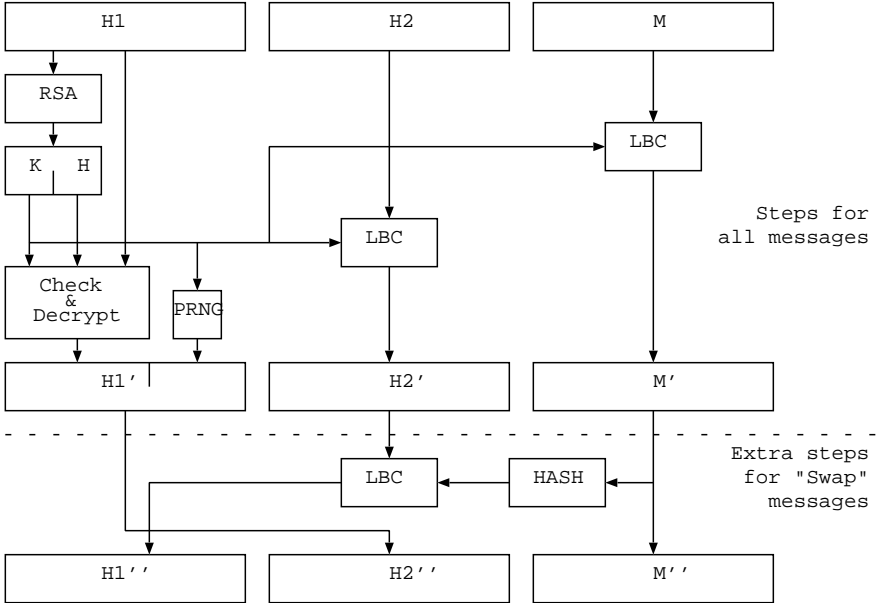 H1
H2
M
RSA
LBC
K H
LBC
Steps for
all messages
Check
&
Decrypt
PRNG
H1'
H2'
M'
Extra steps
for "Swap"
messages
LBC
HASH
H1''
H2''
M''